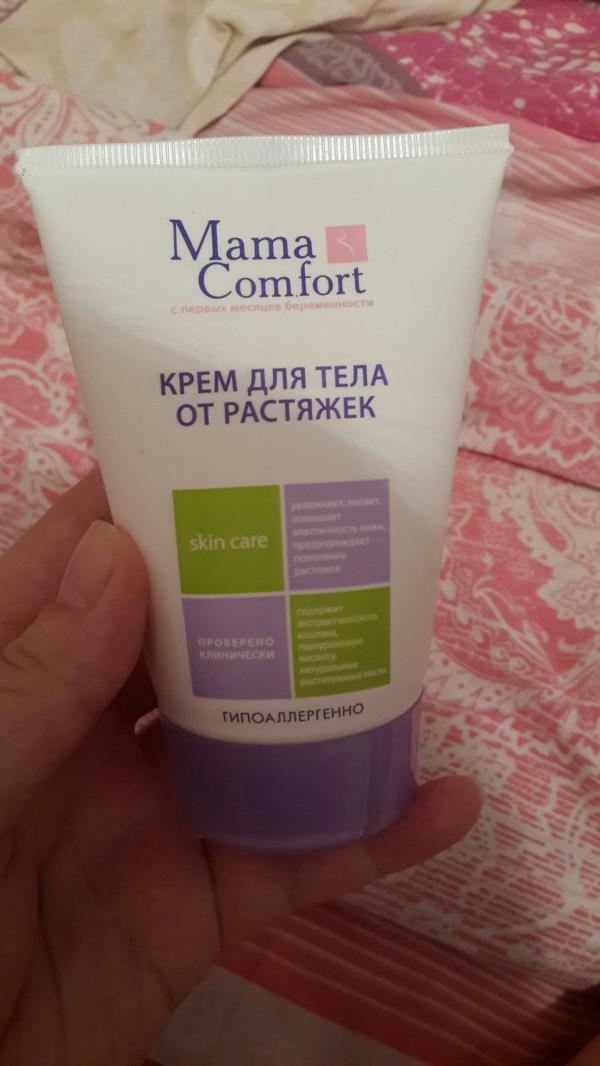 Mama
Comfort
с первых месяцев беременности
КРЕМ ДЛЯ ТЕЛА
ОТ РАСТЯЖЕК
skin care
увлажняет, питает,
повышает
эластичность кожи,
предупреждает
появление
растяжек
ПРОВЕРЕНО
КЛИНИЧЕСКИ
содержит
экстракт конского
каштана,
гиалуроновую
кислоту,
натуральные
растительные масла
ГИПОАЛЛЕРГЕННО